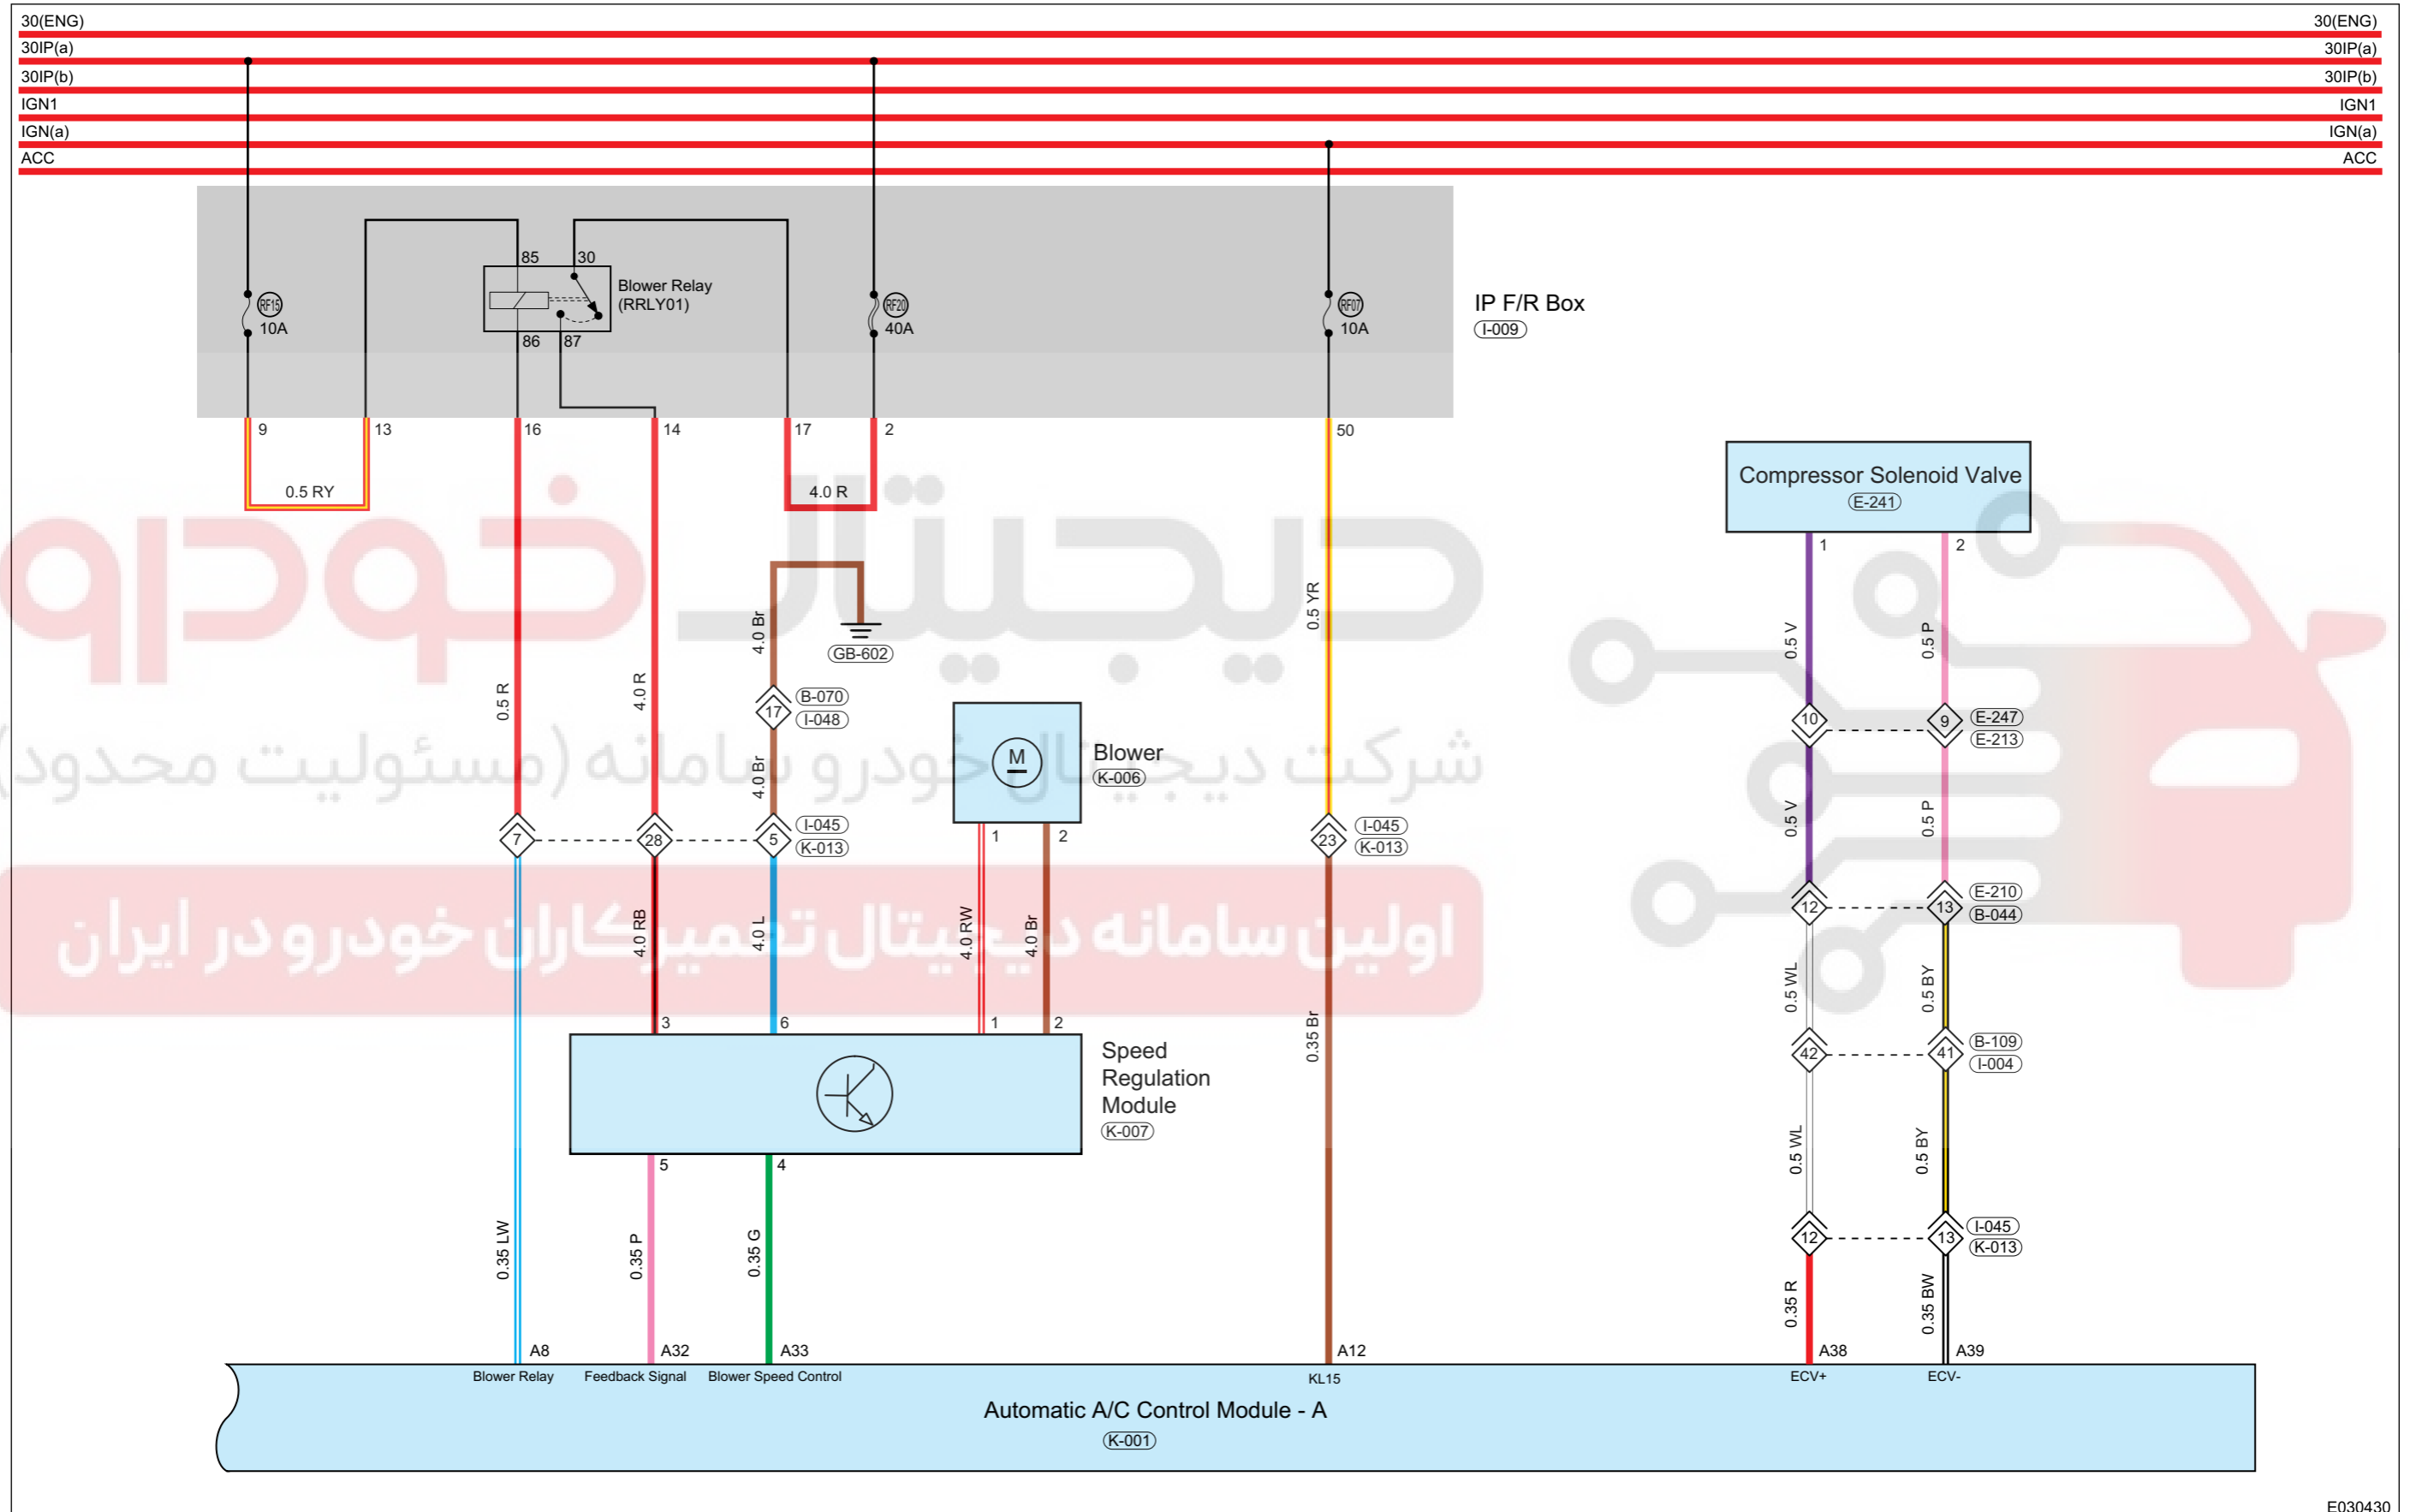 30(ENG) 30(ENG)
30IP(a) 30IP(a)
30IP(b) 30IP(b)
IGN1 IGN1
IGN(a) IGN(a)
ACC ACC
85 30
Blower Relay
(RRLY01)
86 87
RF15
10A
RF20
40A
RF07
10A
IP F/R Box
I-009
9 13 16 14 17 2 50
0.5 RY
4.0 R
Compressor Solenoid Valve
E-241
1 2
دیجیتال خودرو
شرکت دیجیتال خودرو سامانه (مسئولیت محدود)
اولین سامانه دیجیتال تعمیرکاران خودرو در ایران
0.5 R
4.0 R
4.0 Br
GB-602
17
B-070
I-048
4.0 Br
0.5 YR
0.5 V
0.5 P
10 9
E-247
E-213
M
Blower
K-006
1 2
0.5 V
0.5 P
7 28 5
I-045
K-013
23
I-045
K-013
12 13
E-210
B-044
4.0 RB
4.0 L
4.0 RW
4.0 Br
0.35 Br
0.5 WL
0.5 BY
3 6 1 2
42 41
B-109
I-004
Speed
Regulation
Module
K-007
5 4
0.5 WL
0.5 BY
12 13
I-045
K-013
0.35 LW
0.35 P
0.35 G
0.35 R
0.35 BW
A8 A32 A33 A12 A38 A39
Blower Relay Feedback Signal Blower Speed Control KL15 ECV+ ECV-
Automatic A/C Control Module - A
K-001
E030430